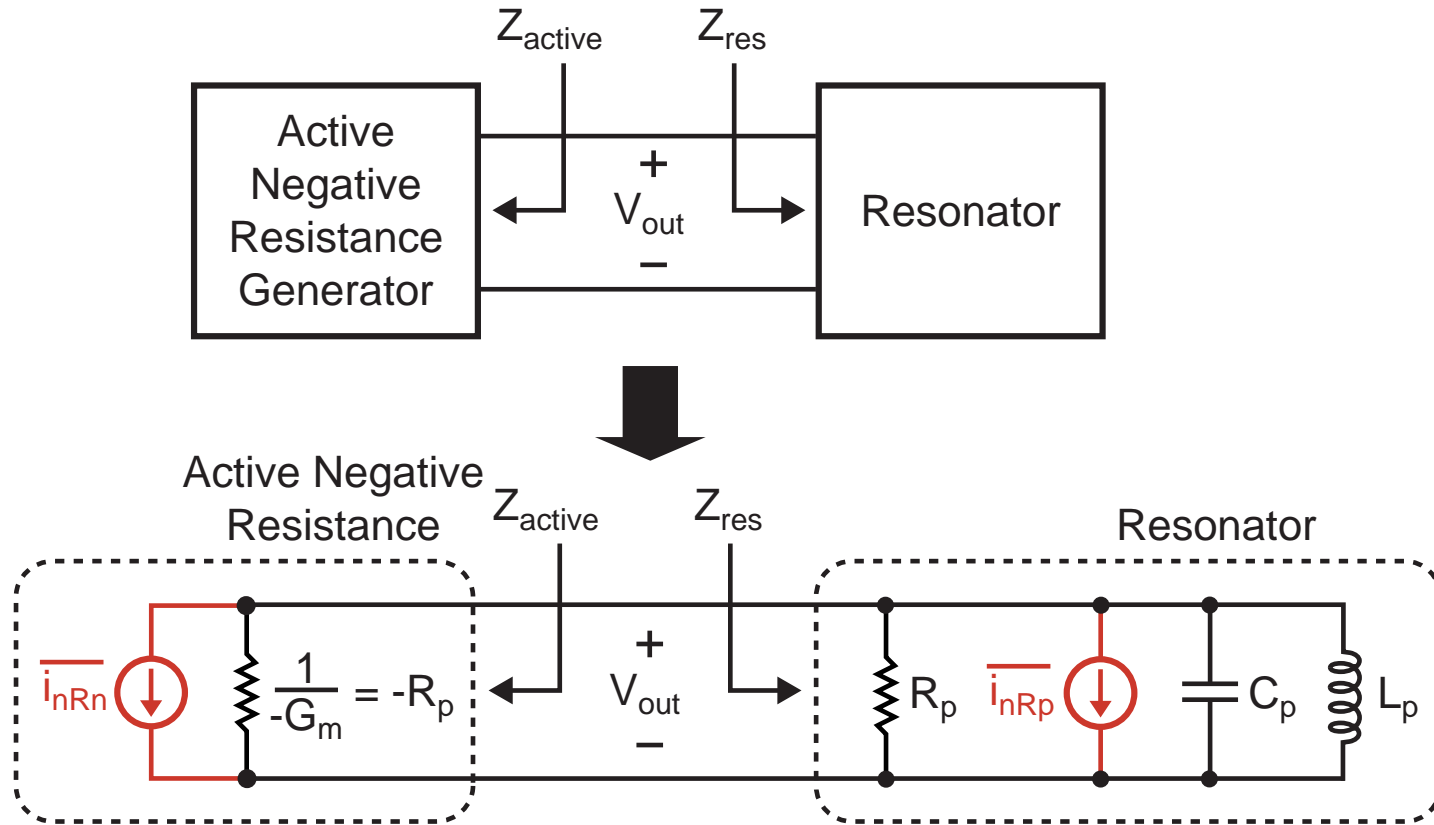 Z_active
Z_res
Active
Negative
Resistance
Generator
+
V_out
−
Resonator
Active Negative
Resistance
Z_active
Z_res
Resonator
i_nRn
1/-G_m = -R_p
+
V_out
−
R_p
i_nRp
C_p
L_p